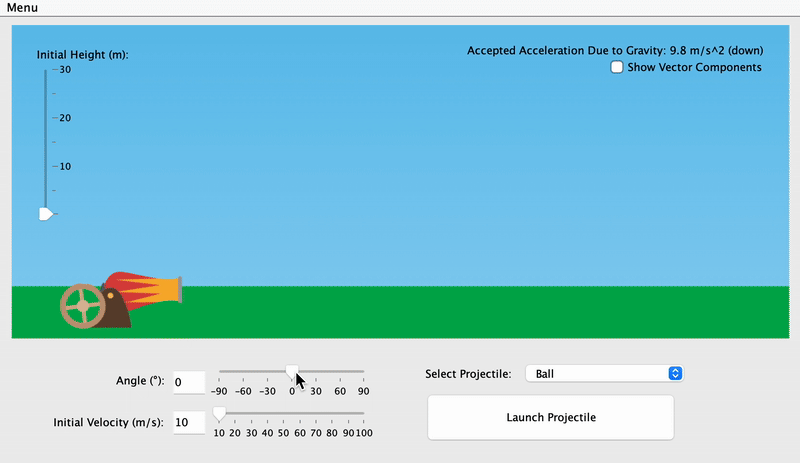 Menu
Initial Height (m):
30
20
10
Accepted Acceleration Due to Gravity: 9.8 m/s^2 (down)
Show Vector Components
Angle (°): 0
-90 -60 -30 0 30 60 90
Initial Velocity (m/s): 10
10 20 30 40 50 60 70 80 90 100
Select Projectile: Ball
Launch Projectile